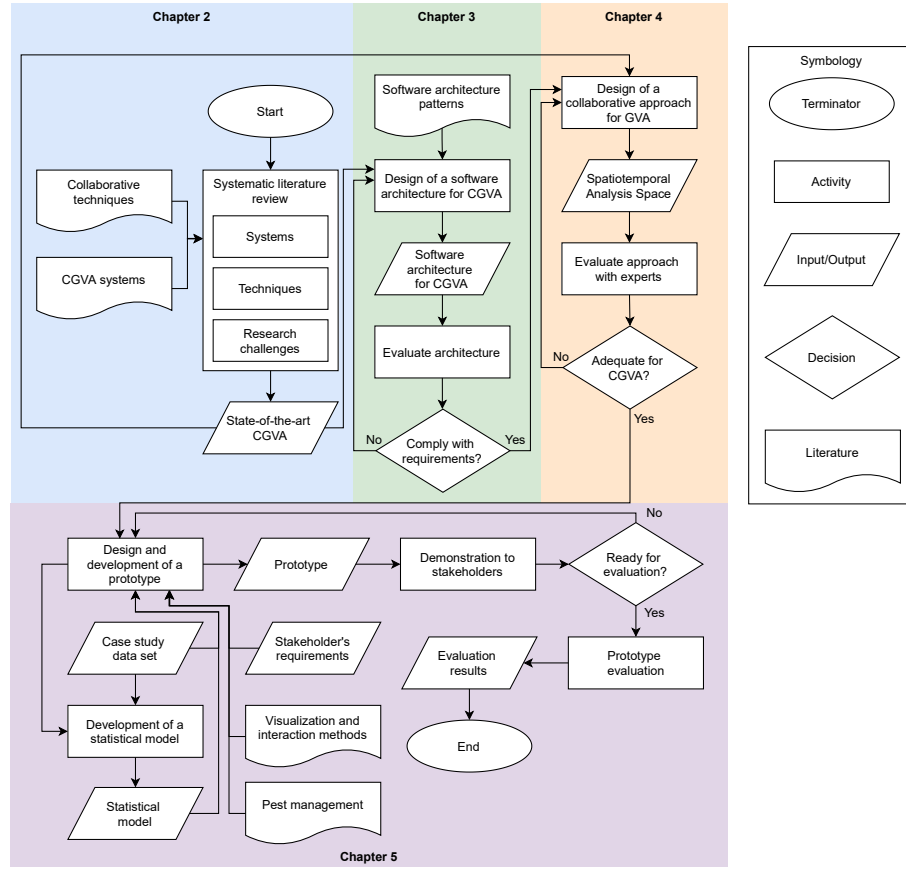 Chapter 2
Chapter 3
Chapter 4
Start
Collaborative
techniques
CGVA systems
Systematic literature
review
Systems
Techniques
Research
challenges
State-of-the-art
CGVA
Software architecture
patterns
Design of a software
architecture for CGVA
Software
architecture
for CGVA
Evaluate architecture
No
Comply with
requirements?
Yes
Design of a
collaborative approach
for GVA
Spatiotemporal
Analysis Space
Evaluate approach
with experts
No
Adequate for
CGVA?
Yes
Symbology
Terminator
Activity
Input/Output
Decision
Literature
No
Design and
development of a
prototype
Prototype
Demonstration to
stakeholders
Ready for
evaluation?
Yes
Case study
data set
Stakeholder's
requirements
Evaluation
results
Prototype
evaluation
Development of a
statistical model
Visualization and
interaction methods
End
Statistical
model
Pest management
Chapter 5